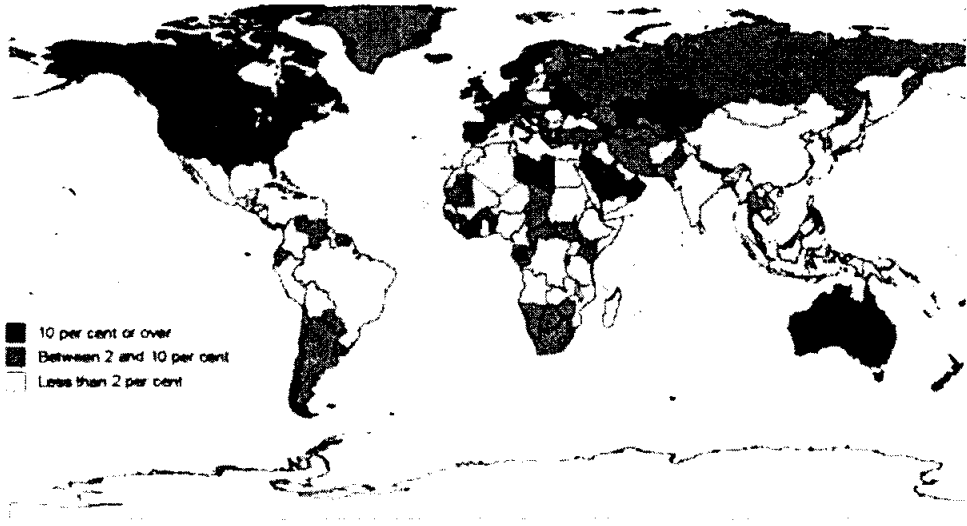 10 per cent or over
Between 2 and 10 per cent
Less than 2 per cent